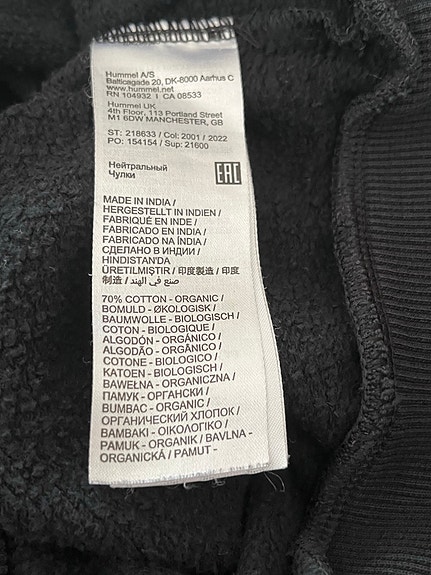 Hummel A/S
Balticagade 20, DK-8000 Aarhus C
www.hummel.net
RN 104932 I CA 08533
Hummel UK
4th Floor, 113 Portland Street
M1 6DW MANCHESTER, GB
ST: 218633 / Col: 2001 / 2022
PO: 154154 / Sup: 21600
Нейтральный
Чулки
EAC
MADE IN INDIA /
HERGESTELLT IN INDIEN /
FABRIQUÉ EN INDE /
FABRICADO EN INDIA /
FABRICADO NA ÍNDIA /
СДЕЛАНО В ИНДИИ /
HINDISTAN'DA
ÜRETILMIŞTIR / 印度製造 / 印度
制造 / صنع في الهند /
70% COTTON - ORGANIC /
BOMULD - ØKOLOGISK /
BAUMWOLLE - BIOLOGISCH /
COTON - BIOLOGIQUE /
ALGODÓN - ORGÁNICO /
ALGODÃO - ORGÂNICO /
COTONE - BIOLOGICO /
KATOEN - BIOLOGISCH /
BAWEŁNA - ORGANICZNA /
ПАМУК - ОРГАНСКИ /
BUMBAC - ORGANIC /
ОРГАНИЧЕСКИЙ ХЛОПОК /
ΒΑΜΒΑΚΙ - ΟΙΚΟΛΟΓΙΚΟ /
PAMUK - ORGANIK / BAVLNA -
ORGANICKÁ / PAMUT -